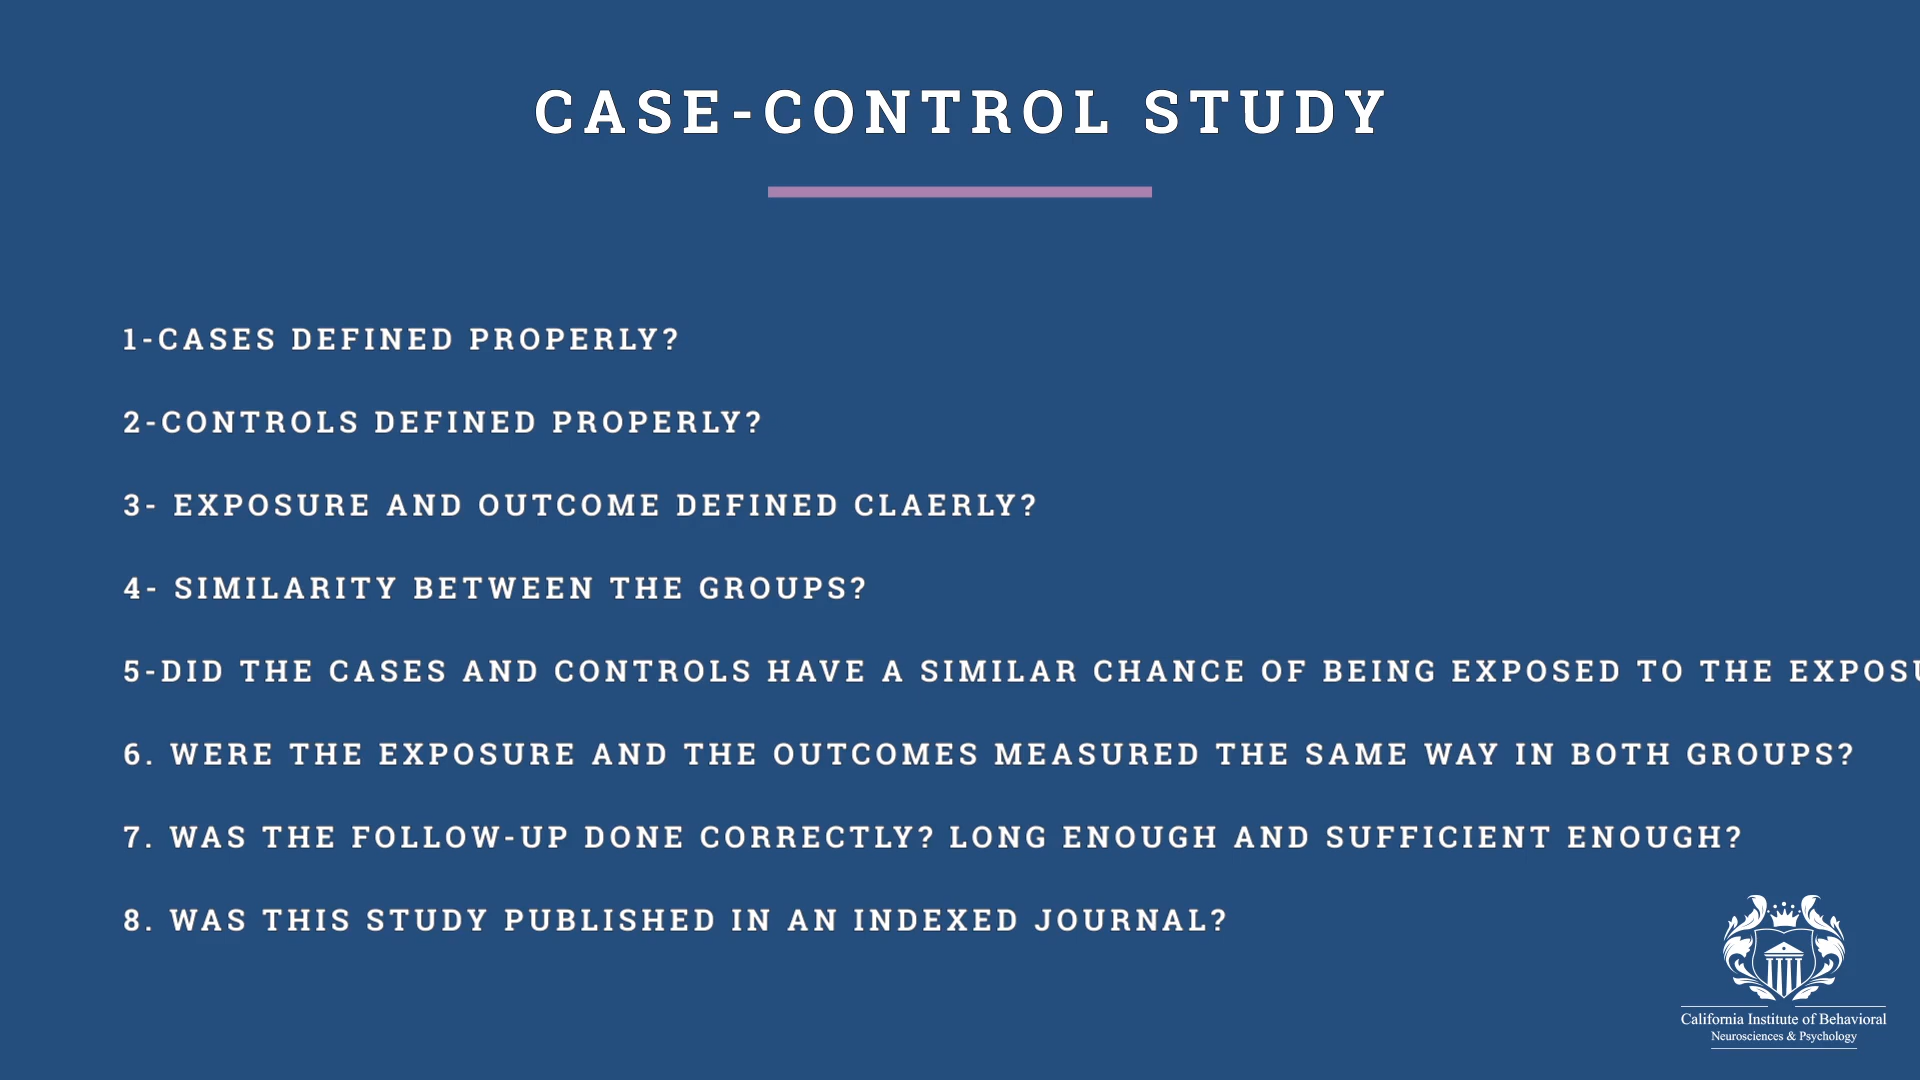 CASE-CONTROL STUDY
1-CASES DEFINED PROPERLY?
2-CONTROLS DEFINED PROPERLY?
3- EXPOSURE AND OUTCOME DEFINED CLAERLY?
4- SIMILARITY BETWEEN THE GROUPS?
5-DID THE CASES AND CONTROLS HAVE A SIMILAR CHANCE OF BEING EXPOSED TO THE
6. WERE THE EXPOSURE AND THE OUTCOMES MEASURED THE SAME WAY IN BOTH GROUPS?
7. WAS THE FOLLOW-UP DONE CORRECTLY? LONG ENOUGH AND SUFFICIENT ENOUGH?
8. WAS THIS STUDY PUBLISHED IN AN INDEXED JOURNAL?
California Institute of Behavioral
Neurosciences & Psychology